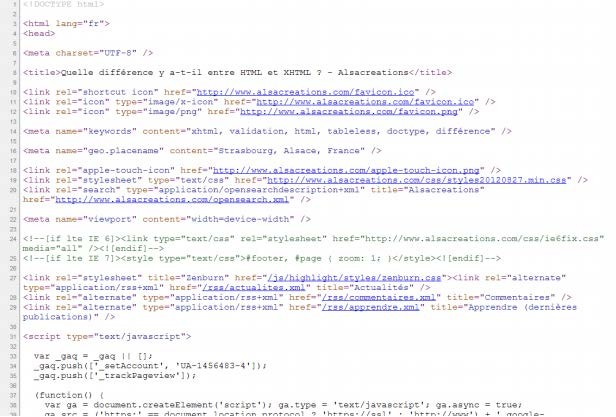 1 <!DOCTYPE html>
2
3 <html lang="fr">
4 <head>
5
6 <meta charset="UTF-8" />
7
8 <title>Quelle différence y a-t-il entre HTML et XHTML ? - Alsacreations</title>
9
10 <link rel="shortcut icon" href="http://www.alsacreations.com/favicon.ico" />
11 <link rel="icon" type="image/x-icon" href="http://www.alsacreations.com/favicon.ico" />
12 <link rel="icon" type="image/png" href="http://www.alsacreations.com/favicon.png" />
13
14 <meta name="keywords" content="xhtml, validation, html, tableless, doctype, différence" />
15
16 <meta name="geo.placename" content="Strasbourg, Alsace, France" />
17
18 <link rel="apple-touch-icon" href="http://www.alsacreations.com/apple-touch-icon.png" />
19 <link rel="stylesheet" type="text/css" href="http://www.alsacreations.com/css/styles20120827.min.css" />
20 <link rel="search" type="application/opensearchdescription+xml" title="Alsacreations"
href="http://www.alsacreations.com/opensearch.xml" />
21
22 <meta name="viewport" content="width=device-width" />
23
24 <!--[if lte IE 6]><link type="text/css" rel="stylesheet" href="http://www.alsacreations.com/css/ie6fix.css"
media="all" /><![endif]-->
25 <!--[if lte IE 7]><style type="text/css">#footer, #page { zoom: 1; }</style><![endif]-->
26
27 <link rel="stylesheet" title="Zenburn" href="/js/highlight/styles/zenburn.css"><link rel="alternate"
type="application/rss+xml" href="/rss/actualites.xml" title="Actualités" />
28 <link rel="alternate" type="application/rss+xml" href="/rss/commentaires.xml" title="Commentaires" />
29 <link rel="alternate" type="application/rss+xml" href="/rss/apprendre.xml" title="Apprendre (dernières
publications)" />
30
31 <script type="text/javascript">
32
33 var _gaq = _gaq || [];
34 _gaq.push(['_setAccount', 'UA-1456483-4']);
35 _gaq.push(['_trackPageview']);
36
37 (function() {
38 var ga = document.createElement('script'); ga.type = 'text/javascript'; ga.async = true;
ga.src = ('https:' == document.location.protocol ? 'https://ssl' : 'http://www') + '.google-